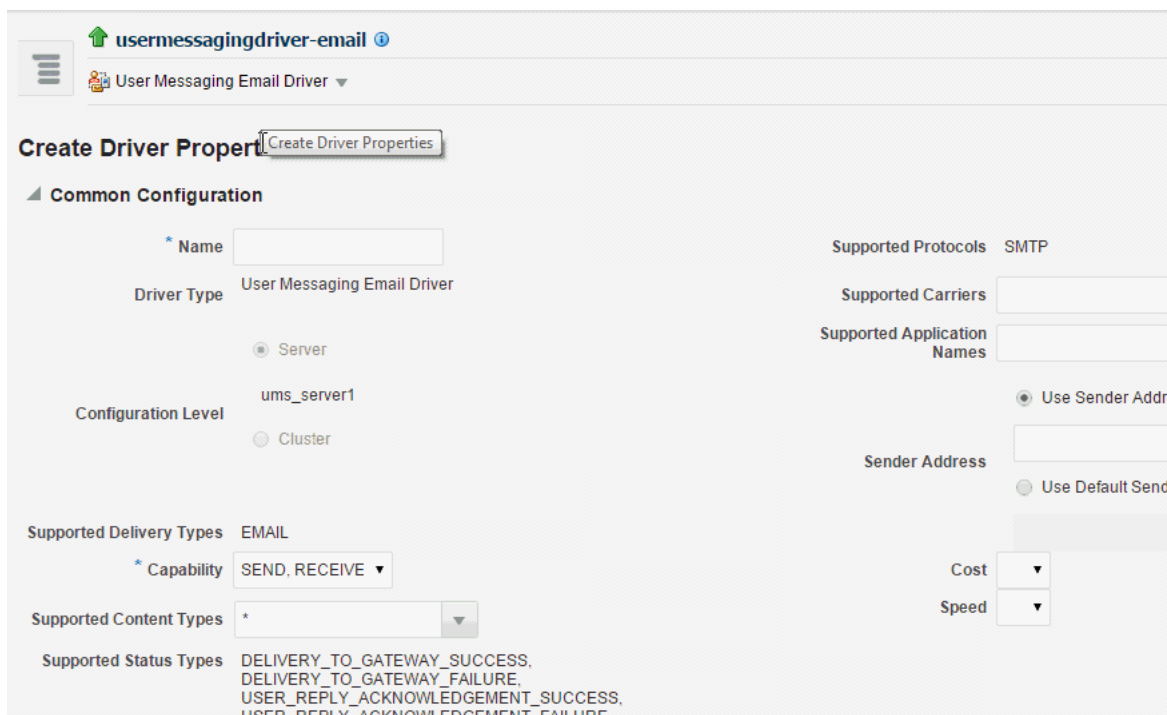 usermessagingdriver-email
User Messaging Email Driver
Create Driver Propert
Create Driver Properties
Common Configuration
* Name
Driver Type User Messaging Email Driver
Server
ums_server1
Configuration Level
Cluster
Supported Delivery Types EMAIL
* Capability SEND, RECEIVE
Supported Content Types *
Supported Status Types DELIVERY_TO_GATEWAY_SUCCESS,
DELIVERY_TO_GATEWAY_FAILURE,
USER_REPLY_ACKNOWLEDGEMENT_SUCCESS,
USER_REPLY_ACKNOWLEDGEMENT_FAILURE
Supported Protocols SMTP
Supported Carriers
Supported Application
Names
Use Sender Addr
Sender Address
Use Default Send
Cost
Speed